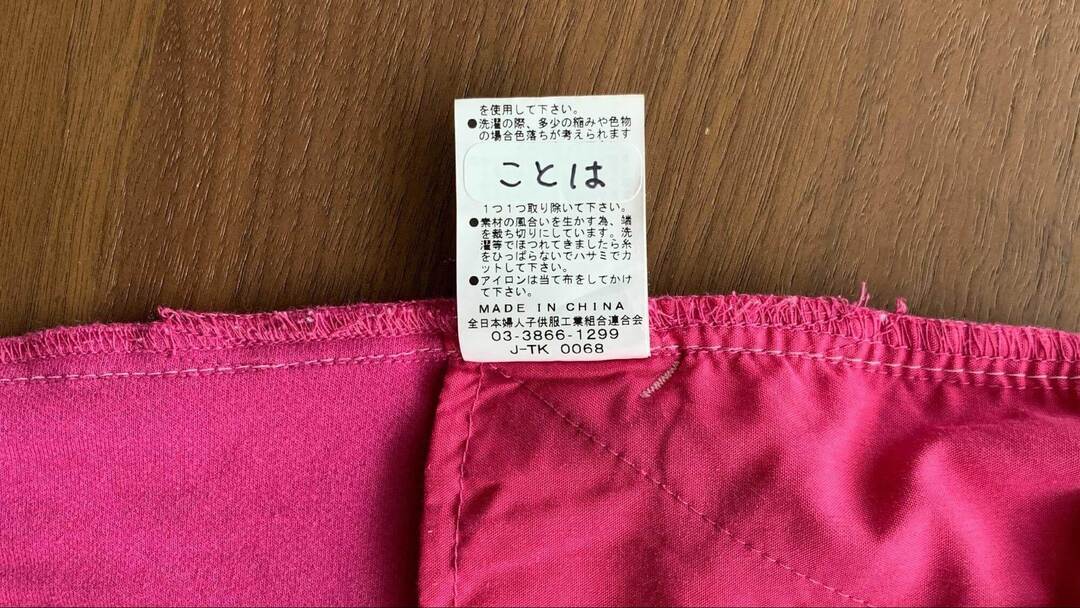 を使用して下さい。
●洗濯の際、多少の縮みや色物
の場合色落ちが考えられます
ことは
1つ1つ取り除いて下さい。
●素材の風合いを生かす為、端
を裁ち切りにしています。洗
濯等でほつれてきましたら糸
をひっぱらないでハサミでカ
ットして下さい。
●アイロンは当て布をしてかけ
て下さい。
MADE IN CHINA
全日本婦人子供服工業組合連合会
03-3866-1299
J-TK 0068